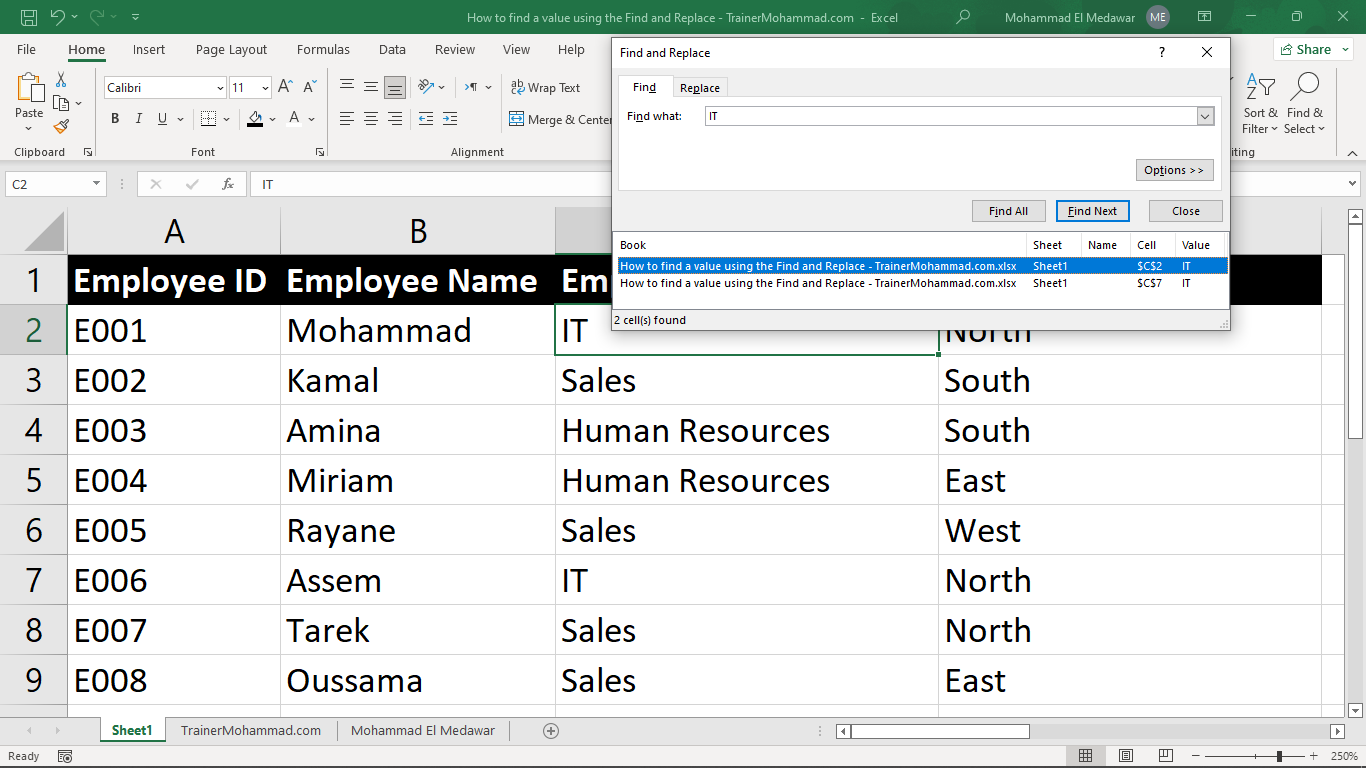 How to find a value using the Find and Replace - TrainerMohammad.com - Excel
Mohammad El Medawar ME
File Home Insert Page Layout Formulas Data Review View Help
Share
Find and Replace ?
Find Replace
Find what: IT
Options >>
Find All Find Next Close
Book Sheet Name Cell Value
How to find a value using the Find and Replace - TrainerMohammad.com.xlsx Sheet1 $C$2 IT
How to find a value using the Find and Replace - TrainerMohammad.com.xlsx Sheet1 $C$7 IT
2 cell(s) found
Paste
Clipboard
Calibri 11
B I U
Font
ab Wrap Text
Merge & Center
Alignment
Sort & Filter
Find & Select
C2
fx IT
A B
1 Employee ID Employee Name
2 E001 Mohammad IT North
3 E002 Kamal Sales South
4 E003 Amina Human Resources South
5 E004 Miriam Human Resources East
6 E005 Rayane Sales West
7 E006 Assem IT North
8 E007 Tarek Sales North
9 E008 Oussama Sales East
Sheet1 TrainerMohammad.com Mohammad El Medawar
Ready
250%